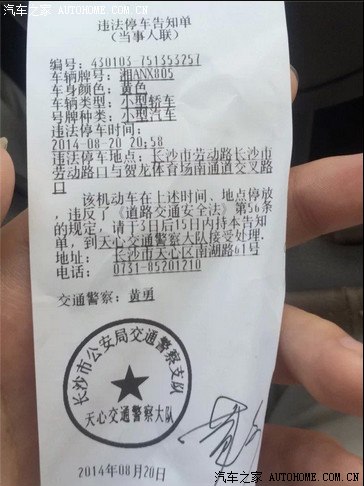 汽车之家 AUTOHOME.COM.CN
违法停车告知单
(当事人联)
编号: 430103 751353257
车辆牌号: 湘ANX805
车身颜色: 黄色
车辆类型: 小型轿车
号牌种类: 小型汽车
违法停车时间:
2014-08-20 20:58
违法停车地点: 长沙市劳动路长沙市
劳动路口与贺龙体育场南通道交叉路
口
该机动车在上述时间、地点停放
, 违反了《道路交通安全法》第56条
的规定, 请于3日后15日内持本告知
单, 到天心交通警察大队接受处理.
地址: 长沙市天心区南湖路61号
电话: 0731-85201210
交通警察: 黄勇
长沙市公安局交通警察支队
天心交通警察大队
2014年08月20日
汽车之家 AUTOHOME.COM.CN